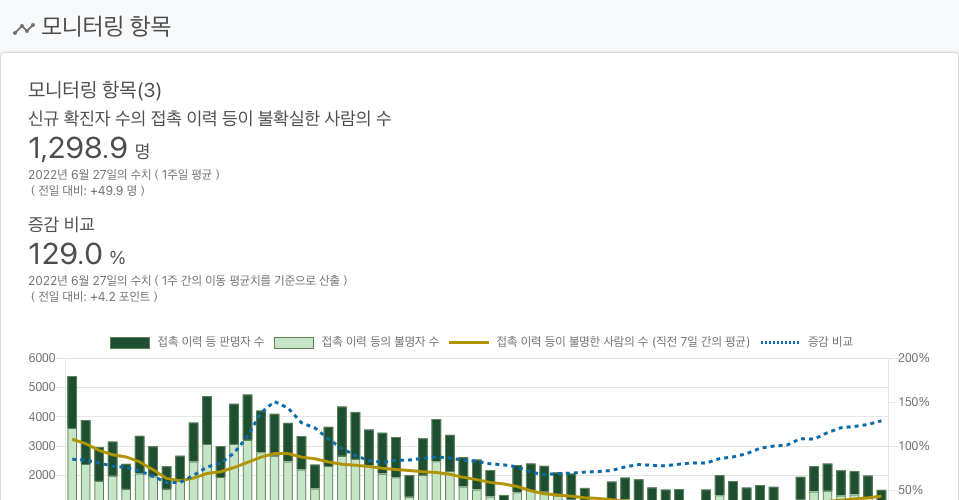 모니터링 항목
모니터링 항목(3)
신규 확진자 수의 접촉 이력 등이 불확실한 사람의 수
1,298.9 명
2022년 6월 27일의 수치 ( 1주일 평균 )
( 전일 대비: +49.9 명 )
증감 비교
129.0 %
2022년 6월 27일의 수치 ( 1주 간의 이동 평균치를 기준으로 산출 )
( 전일 대비: +4.2 포인트 )
접촉 이력 등 판명자 수 접촉 이력 등의 불명자 수 접촉 이력 등이 불명한 사람의 수 (직전 7일 간의 평균) 증감 비교
6000 200%
5000
4000 150%
3000 100%
2000
50%